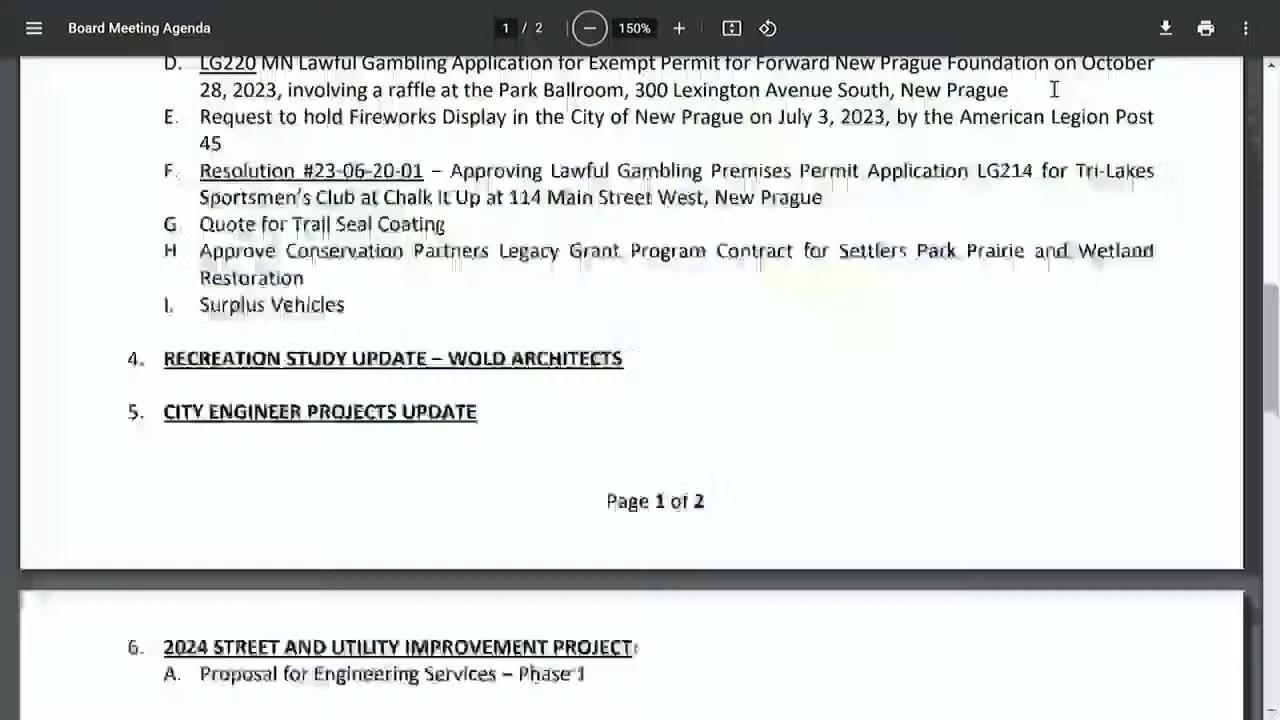 Board Meeting Agenda
1 / 2
150%
D. LG220 MN Lawful Gambling Application for Exempt Permit for Forward New Prague Foundation on October
28, 2023, involving a raffle at the Park Ballroom, 300 Lexington Avenue South, New Prague
E. Request to hold Fireworks Display in the City of New Prague on July 3, 2023, by the American Legion Post
45
F. Resolution #23-06-20-01 – Approving Lawful Gambling Premises Permit Application LG214 for Tri-Lakes
Sportsmen's Club at Chalk It Up at 114 Main Street West, New Prague
G. Quote for Trail Seal Coating
H Approve Conservation Partners Legacy Grant Program Contract for Settlers Park Prairie and Wetland
Restoration
I. Surplus Vehicles
4. RECREATION STUDY UPDATE – WOLD ARCHITECTS
5. CITY ENGINEER PROJECTS UPDATE
Page 1 of 2
6. 2024 STREET AND UTILITY IMPROVEMENT PROJECT:
A. Proposal for Engineering Services – Phase 1